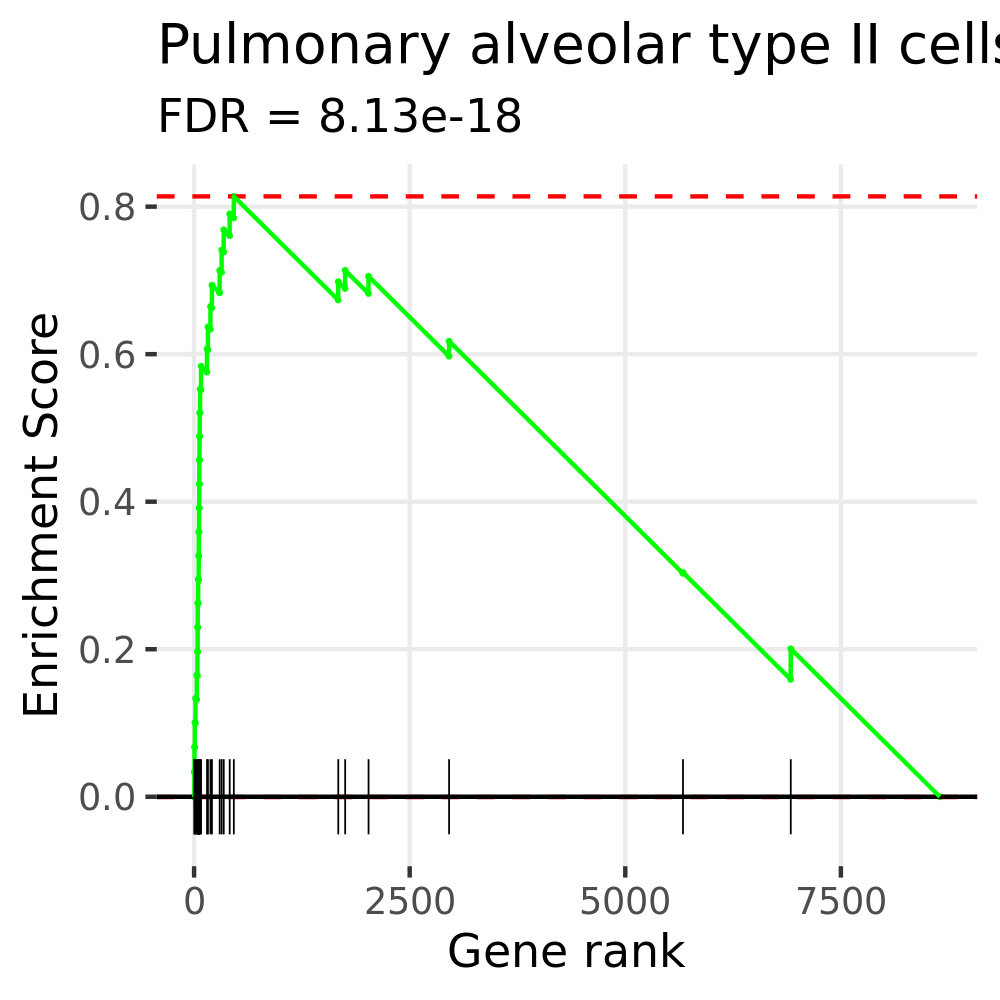 Pulmonary alveolar type II cells
FDR = 8.13e-18
Enrichment Score
0.8
0.6
0.4
0.2
0.0
0 2500 5000 7500
Gene rank